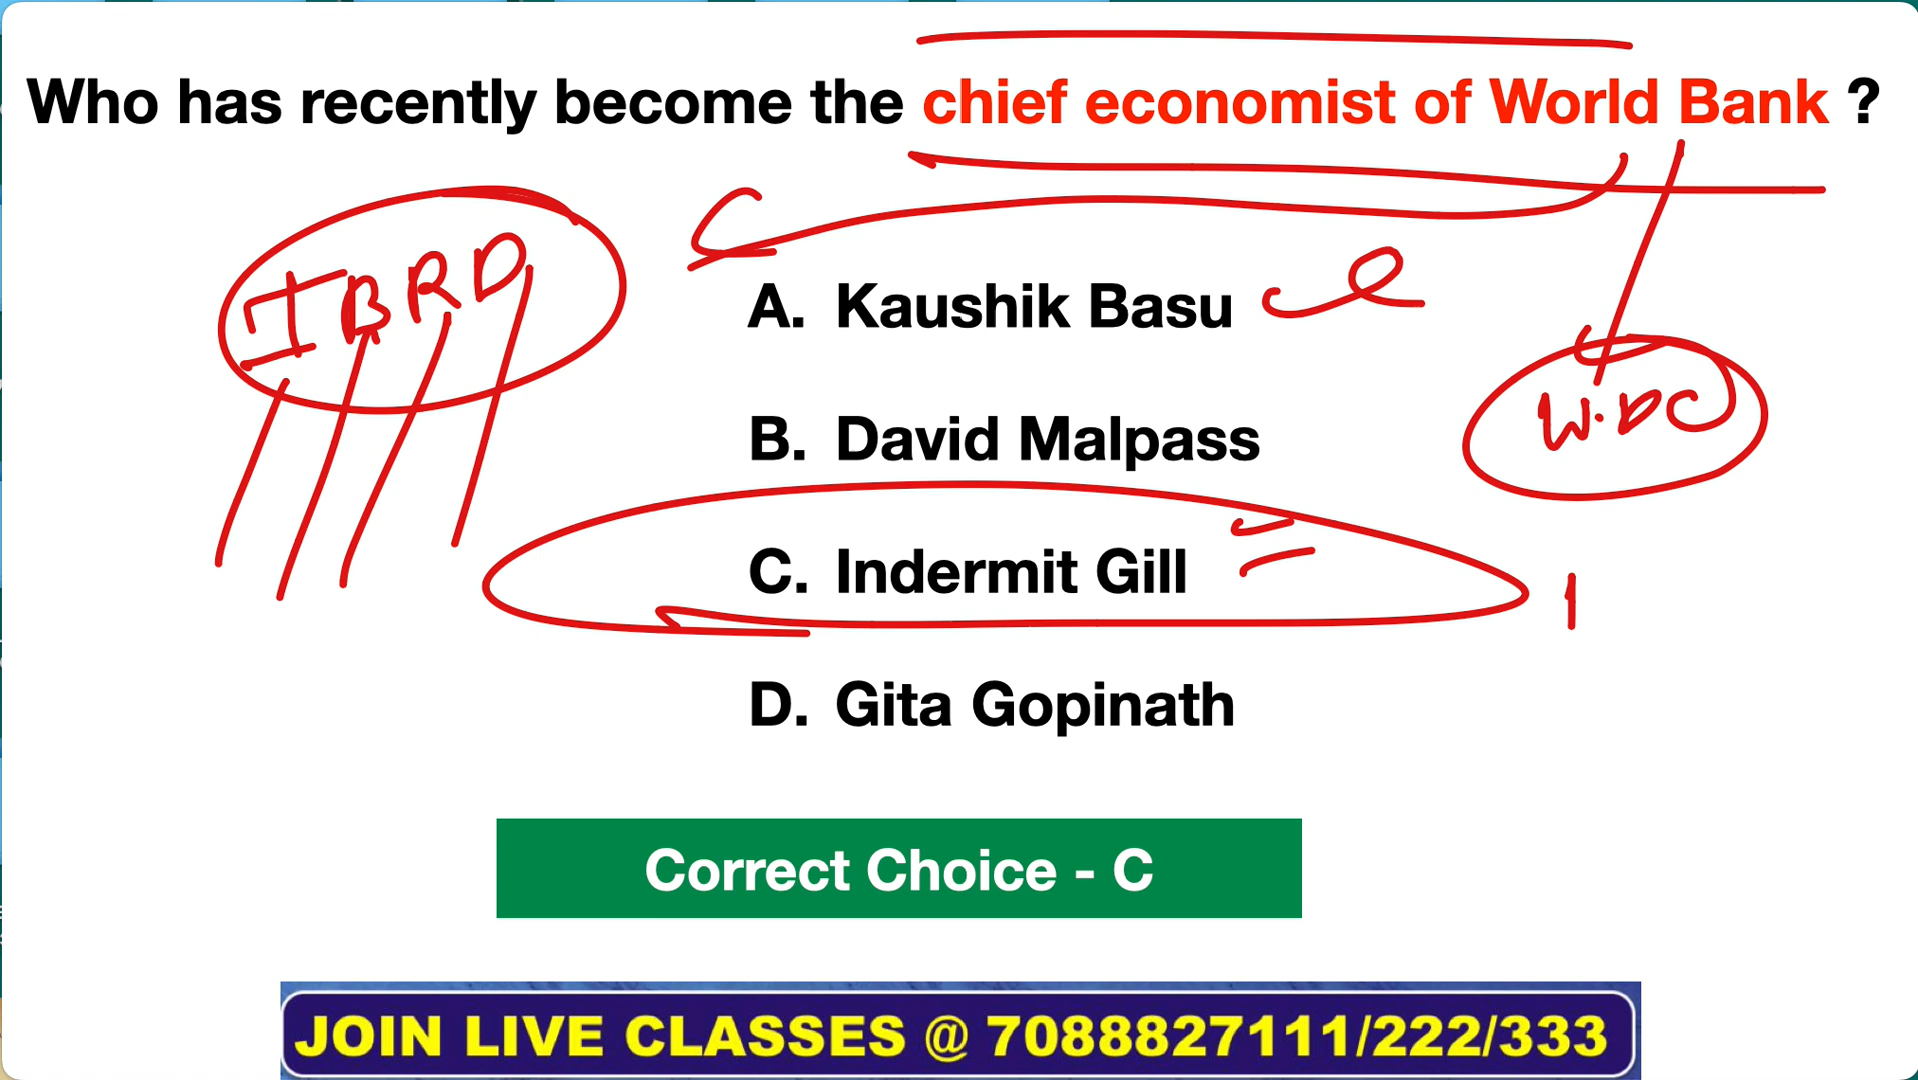 Who has recently become the chief economist of World Bank ?
IBRD
A. Kaushik Basu
W.DC
B. David Malpass
C. Indermit Gill
D. Gita Gopinath
Correct Choice - C
JOIN LIVE CLASSES @ 7088827111/222/333